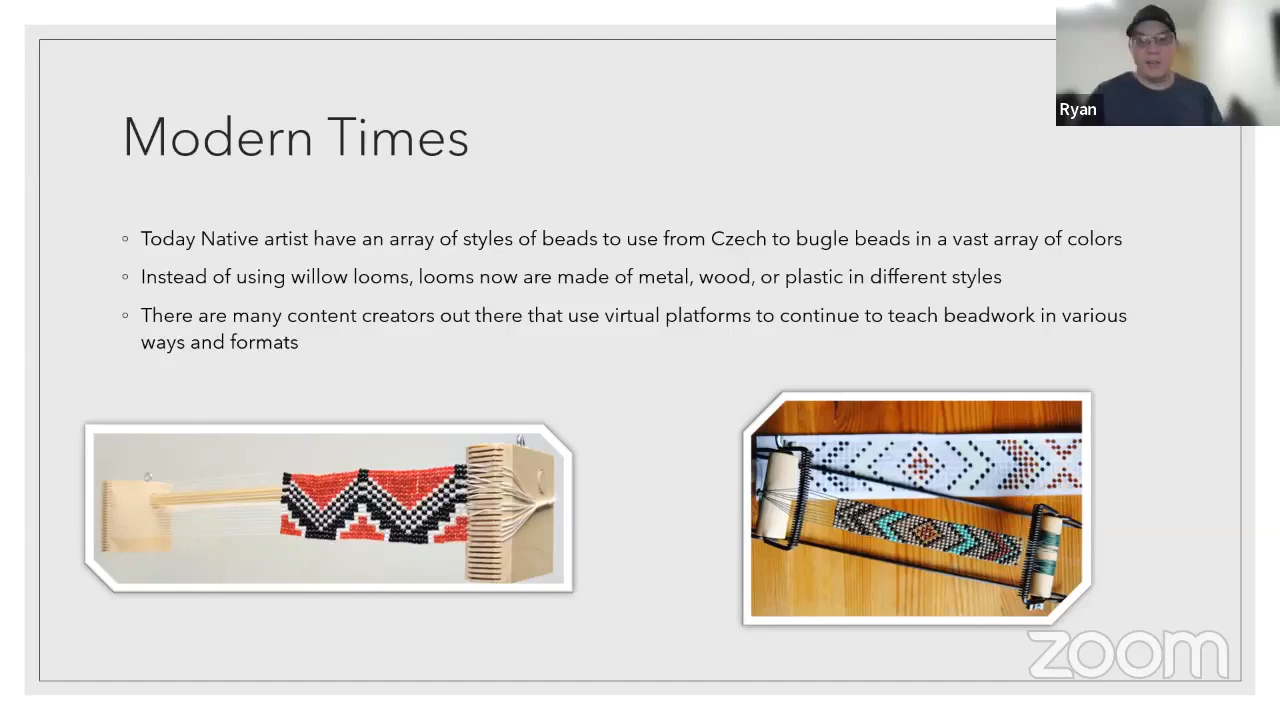 Ryan
Modern Times
Today Native artist have an array of styles of beads to use from Czech to bugle beads in a vast array of colors
Instead of using willow looms, looms now are made of metal, wood, or plastic in different styles
There are many content creators out there that use virtual platforms to continue to teach beadwork in various
ways and formats
zoom